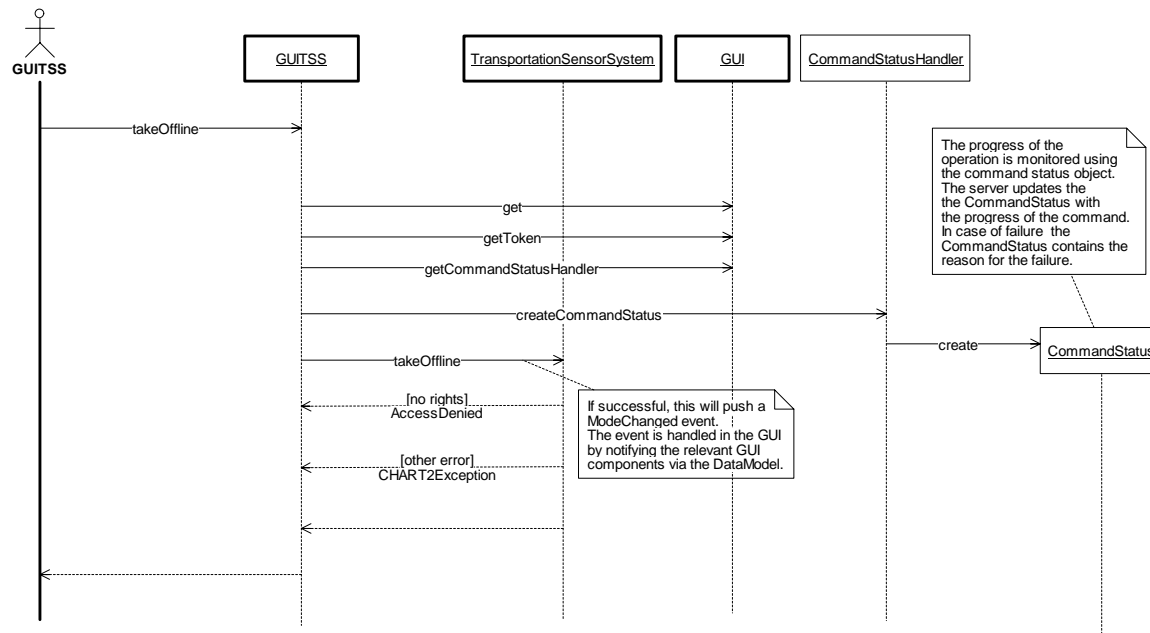 GUITSS
GUITSS
TransportationSensorSystem
GUI
CommandStatusHandler
takeOffline
The progress of the
operation is monitored using
the command status object.
The server updates the
the CommandStatus with
the progress of the command.
In case of failure the
CommandStatus contains the
reason for the failure.
get
getToken
getCommandStatusHandler
createCommandStatus
create
CommandStatus
takeOffline
[no rights]
AccessDenied
If successful, this will push a
ModeChanged event.
The event is handled in the GUI
by notifying the relevant GUI
components via the DataModel.
[other error]
CHART2Exception